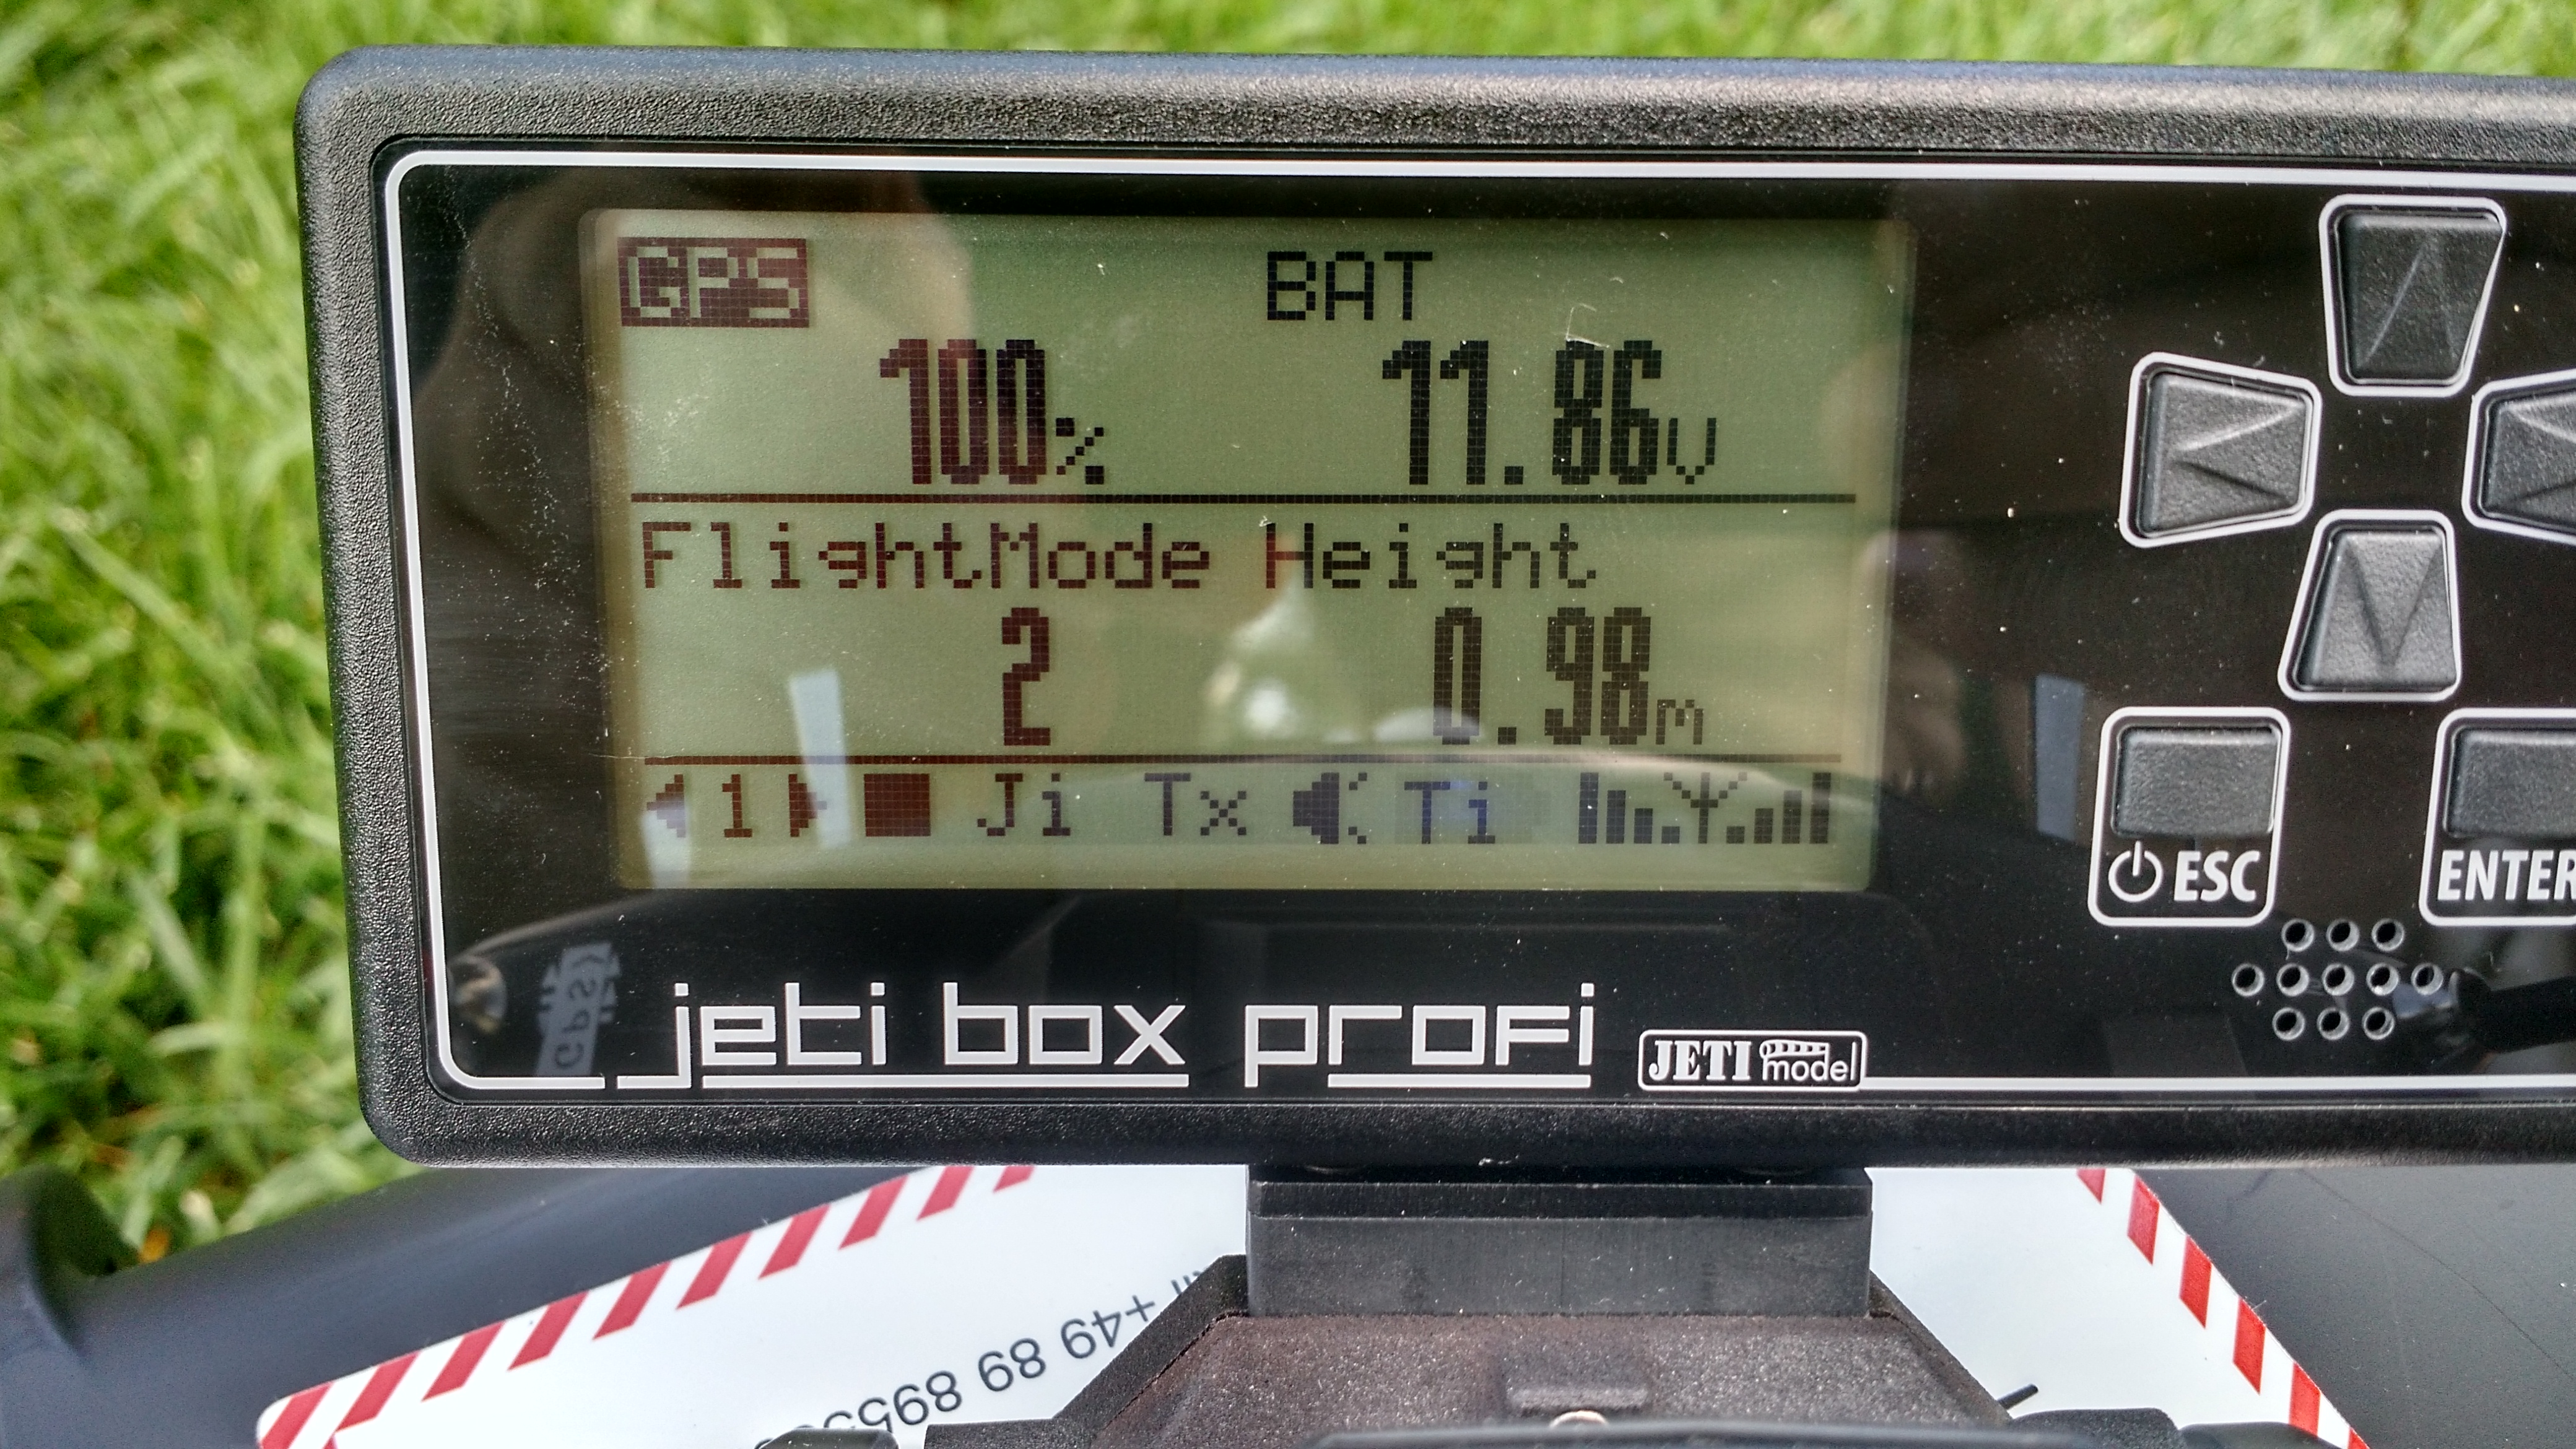 GPS BAT
100% 11.86V
FlightMode Height
2 0.98m
1 Ji Tx Ti
ESC ENTER
jeti box profi JETI model
+49 89 8955